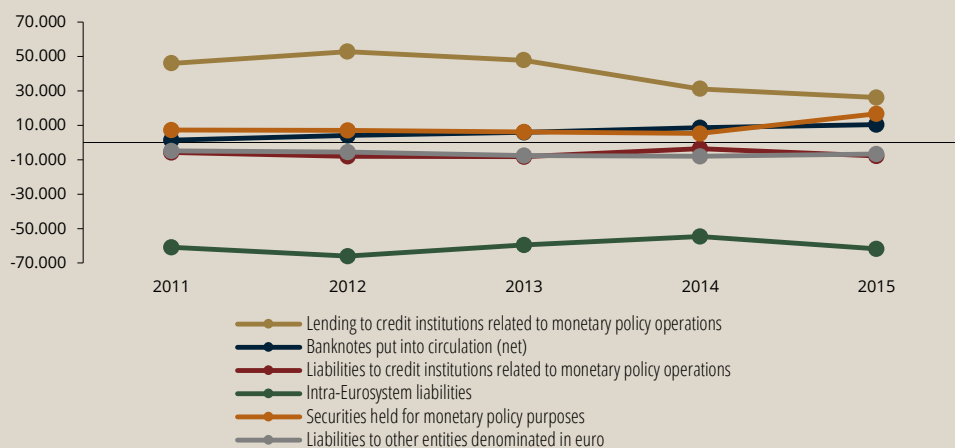 70.000
50.000
30.000
10.000
-10.000
-30.000
-50.000
-70.000
2011 2012 2013 2014 2015
Lending to credit institutions related to monetary policy operations
Banknotes put into circulation (net)
Liabilities to credit institutions related to monetary policy operations
Intra-Eurosystem liabilities
Securities held for monetary policy purposes
Liabilities to other entities denominated in euro